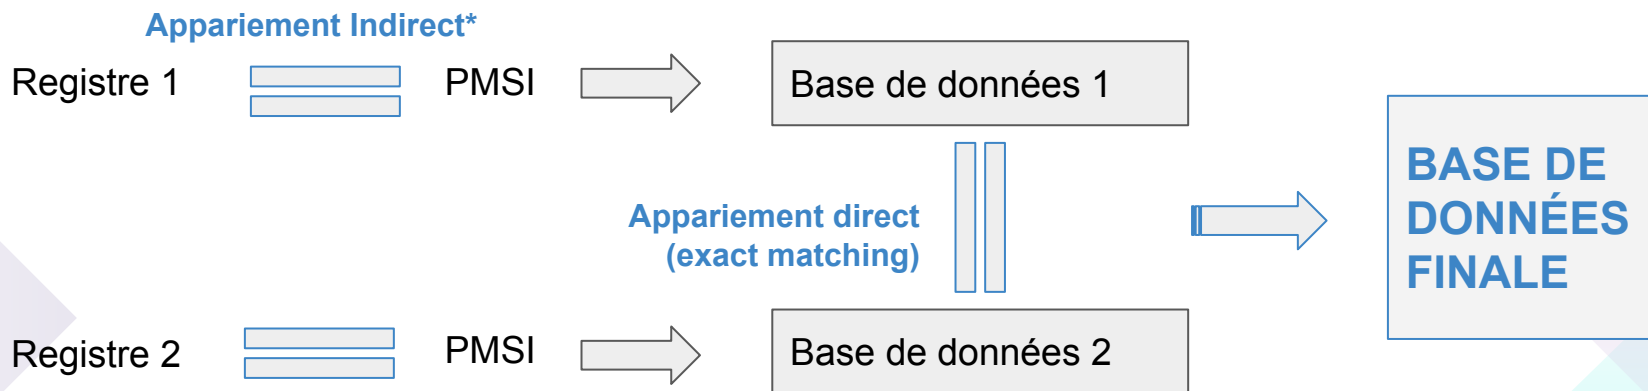 Appariement Indirect*
Registre 1
PMSI
Base de données 1
Appariement direct
(exact matching)
BASE DE
DONNÉES
FINALE
Registre 2
PMSI
Base de données 2